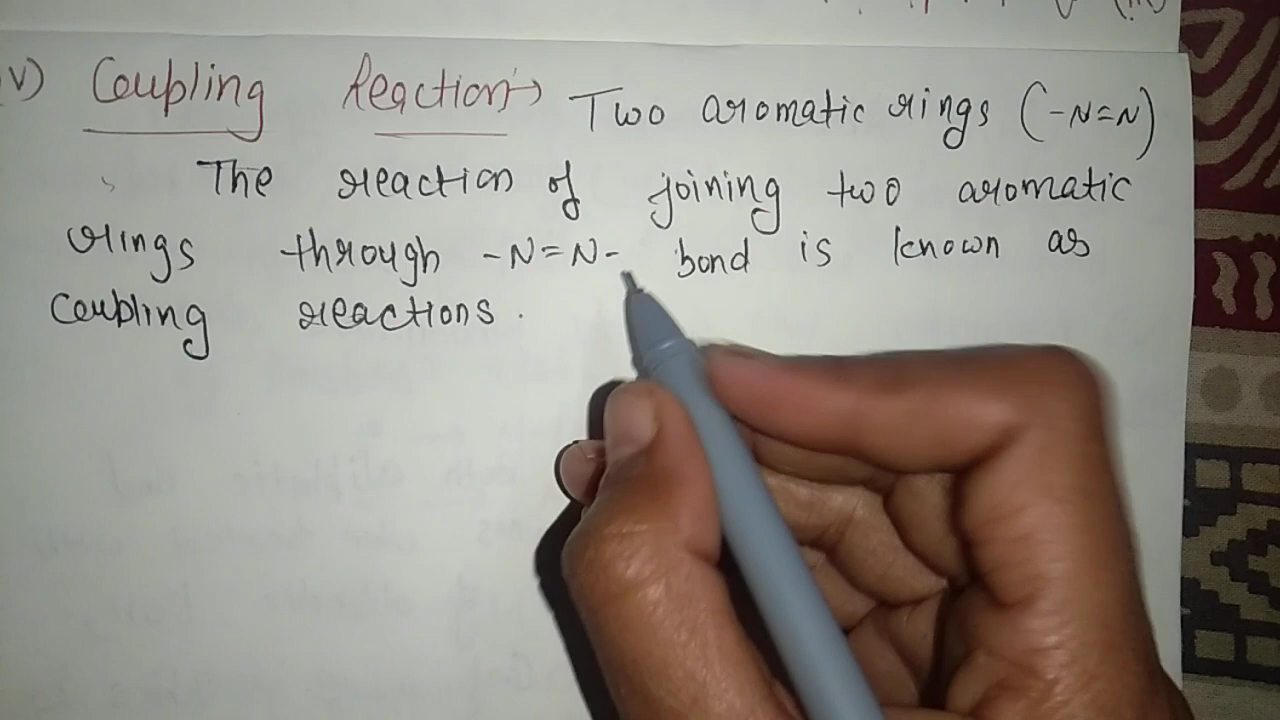 V) Coupling Reaction→ Two aromatic rings (-N=N)
The reaction of joining two aromatic
rings through -N=N- bond is known as
Coupling reactions.